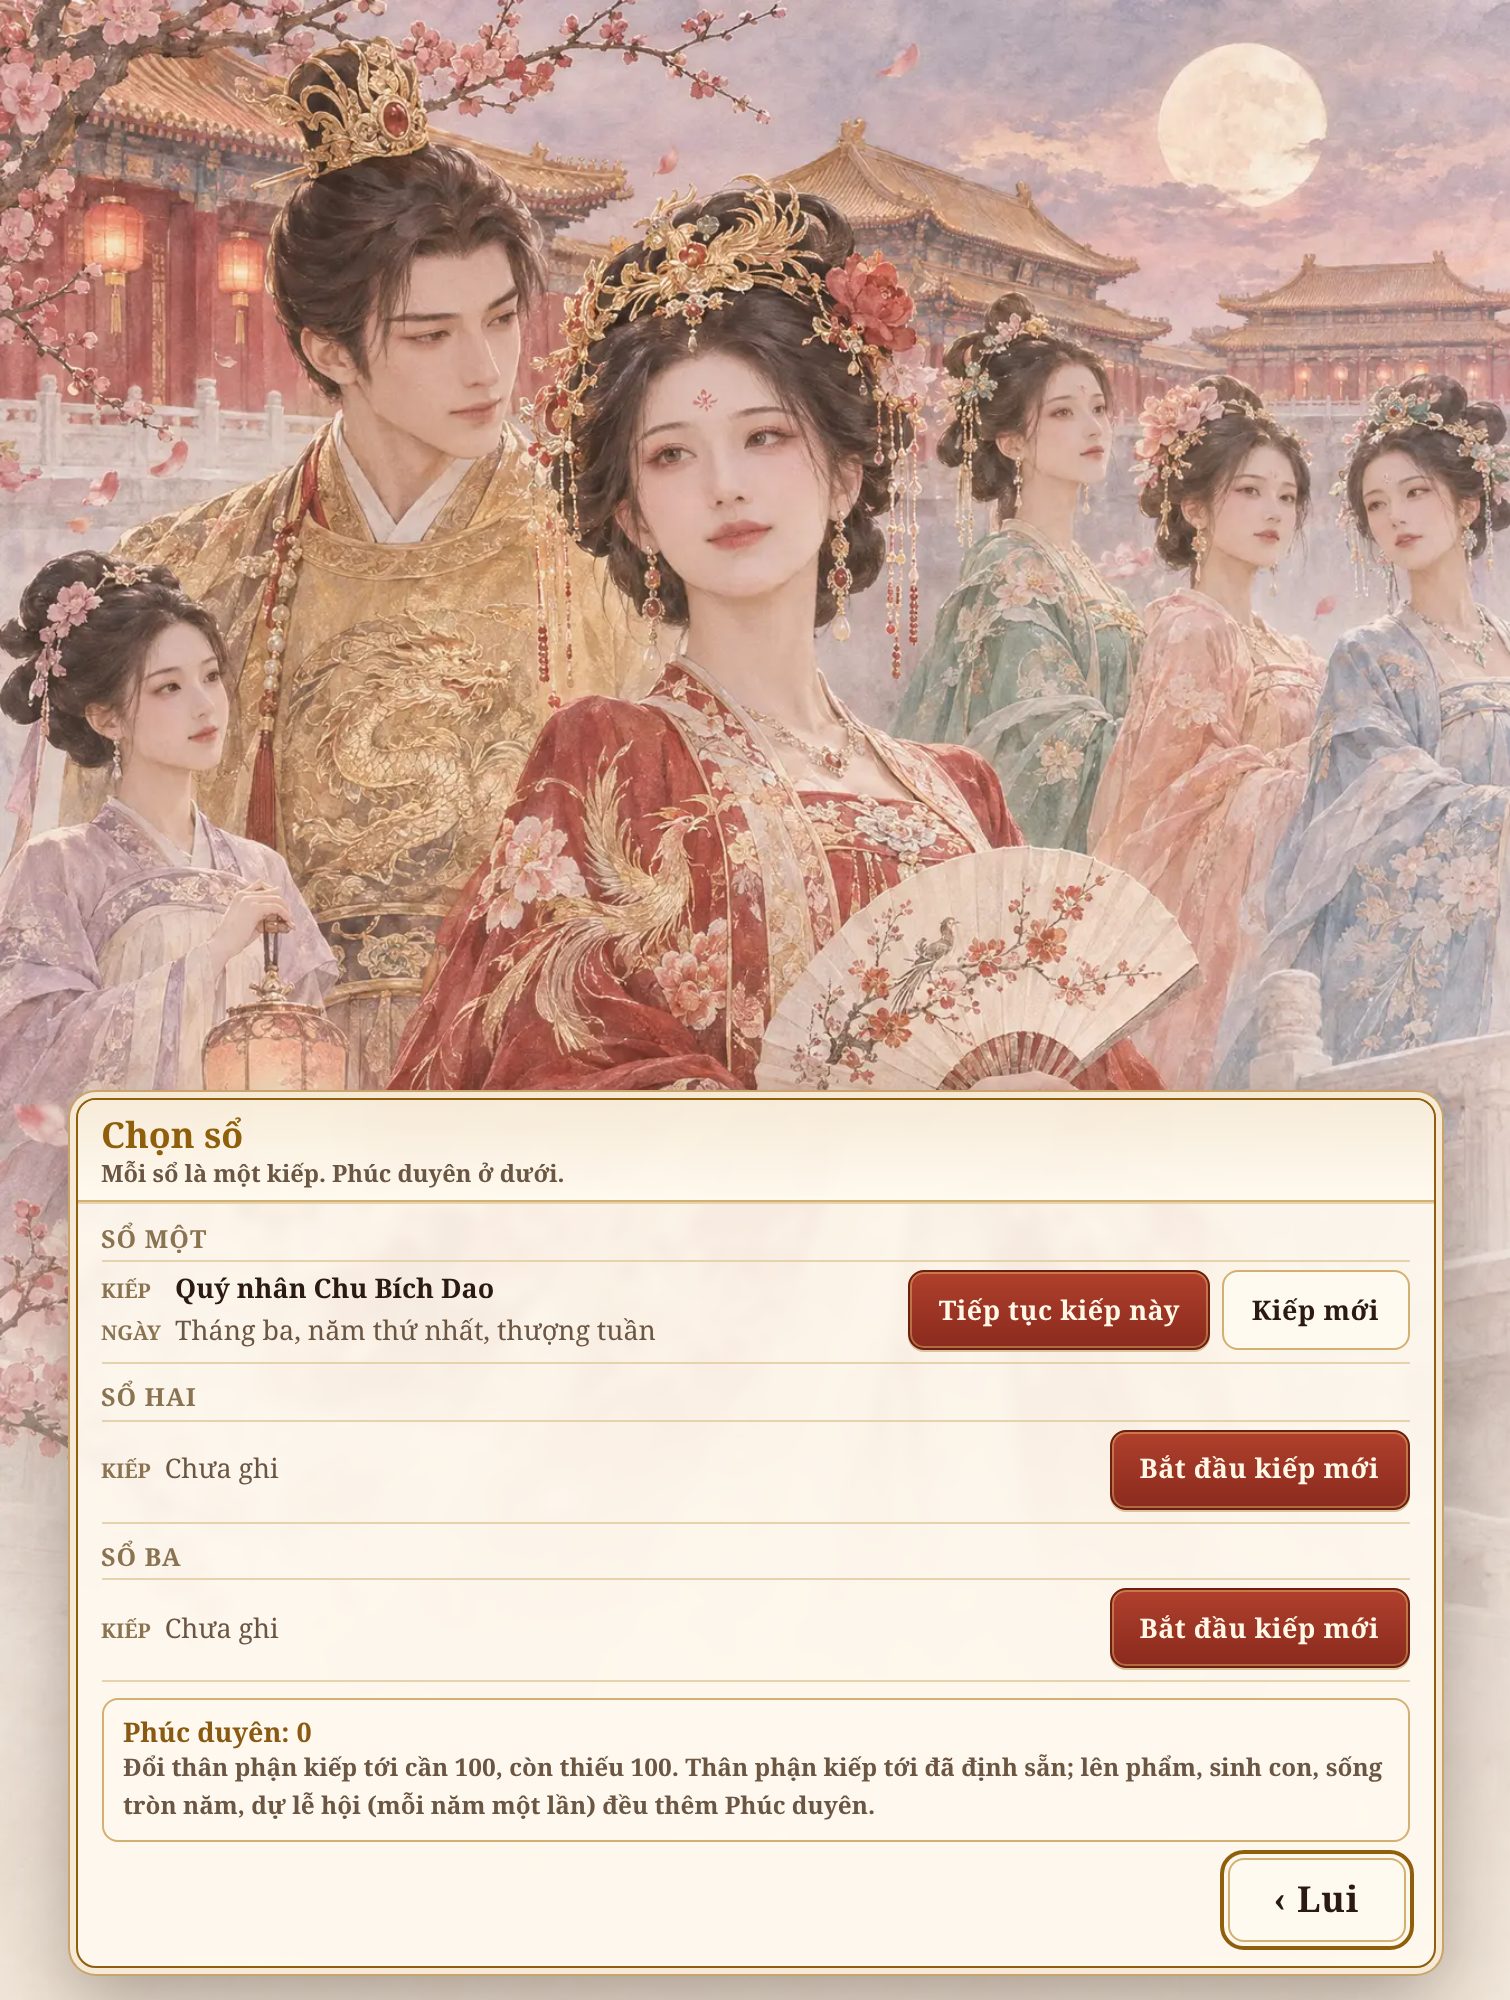 Chọn sổ
Mỗi sổ là một kiếp. Phúc duyên ở dưới.
SỔ MỘT
KIẾP Quý nhân Chu Bích Dao
NGÀY Tháng ba, năm thứ nhất, thượng tuần
Tiếp tục kiếp này
Kiếp mới
SỔ HAI
KIẾP Chưa ghi
Bắt đầu kiếp mới
SỔ BA
KIẾP Chưa ghi
Bắt đầu kiếp mới
Phúc duyên: 0
Đổi thân phận kiếp tới cần 100, còn thiếu 100. Thân phận kiếp tới đã định sẵn; lên phẩm, sinh con, sống
tròn năm, dự lễ hội (mỗi năm một lần) đều thêm Phúc duyên.
‹ Lui